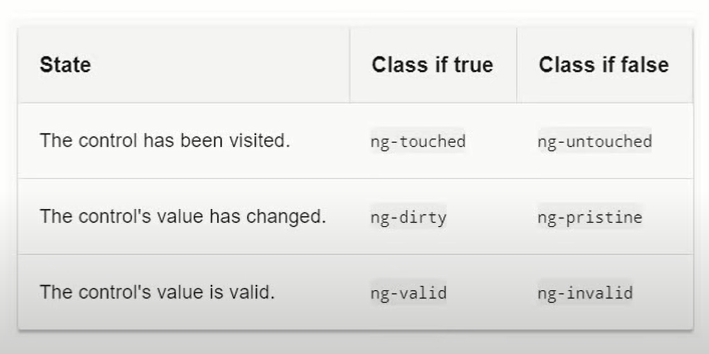 State Class if true Class if false
The control has been visited. ng-touched ng-untouched
The control's value has changed. ng-dirty ng-pristine
The control's value is valid. ng-valid ng-invalid